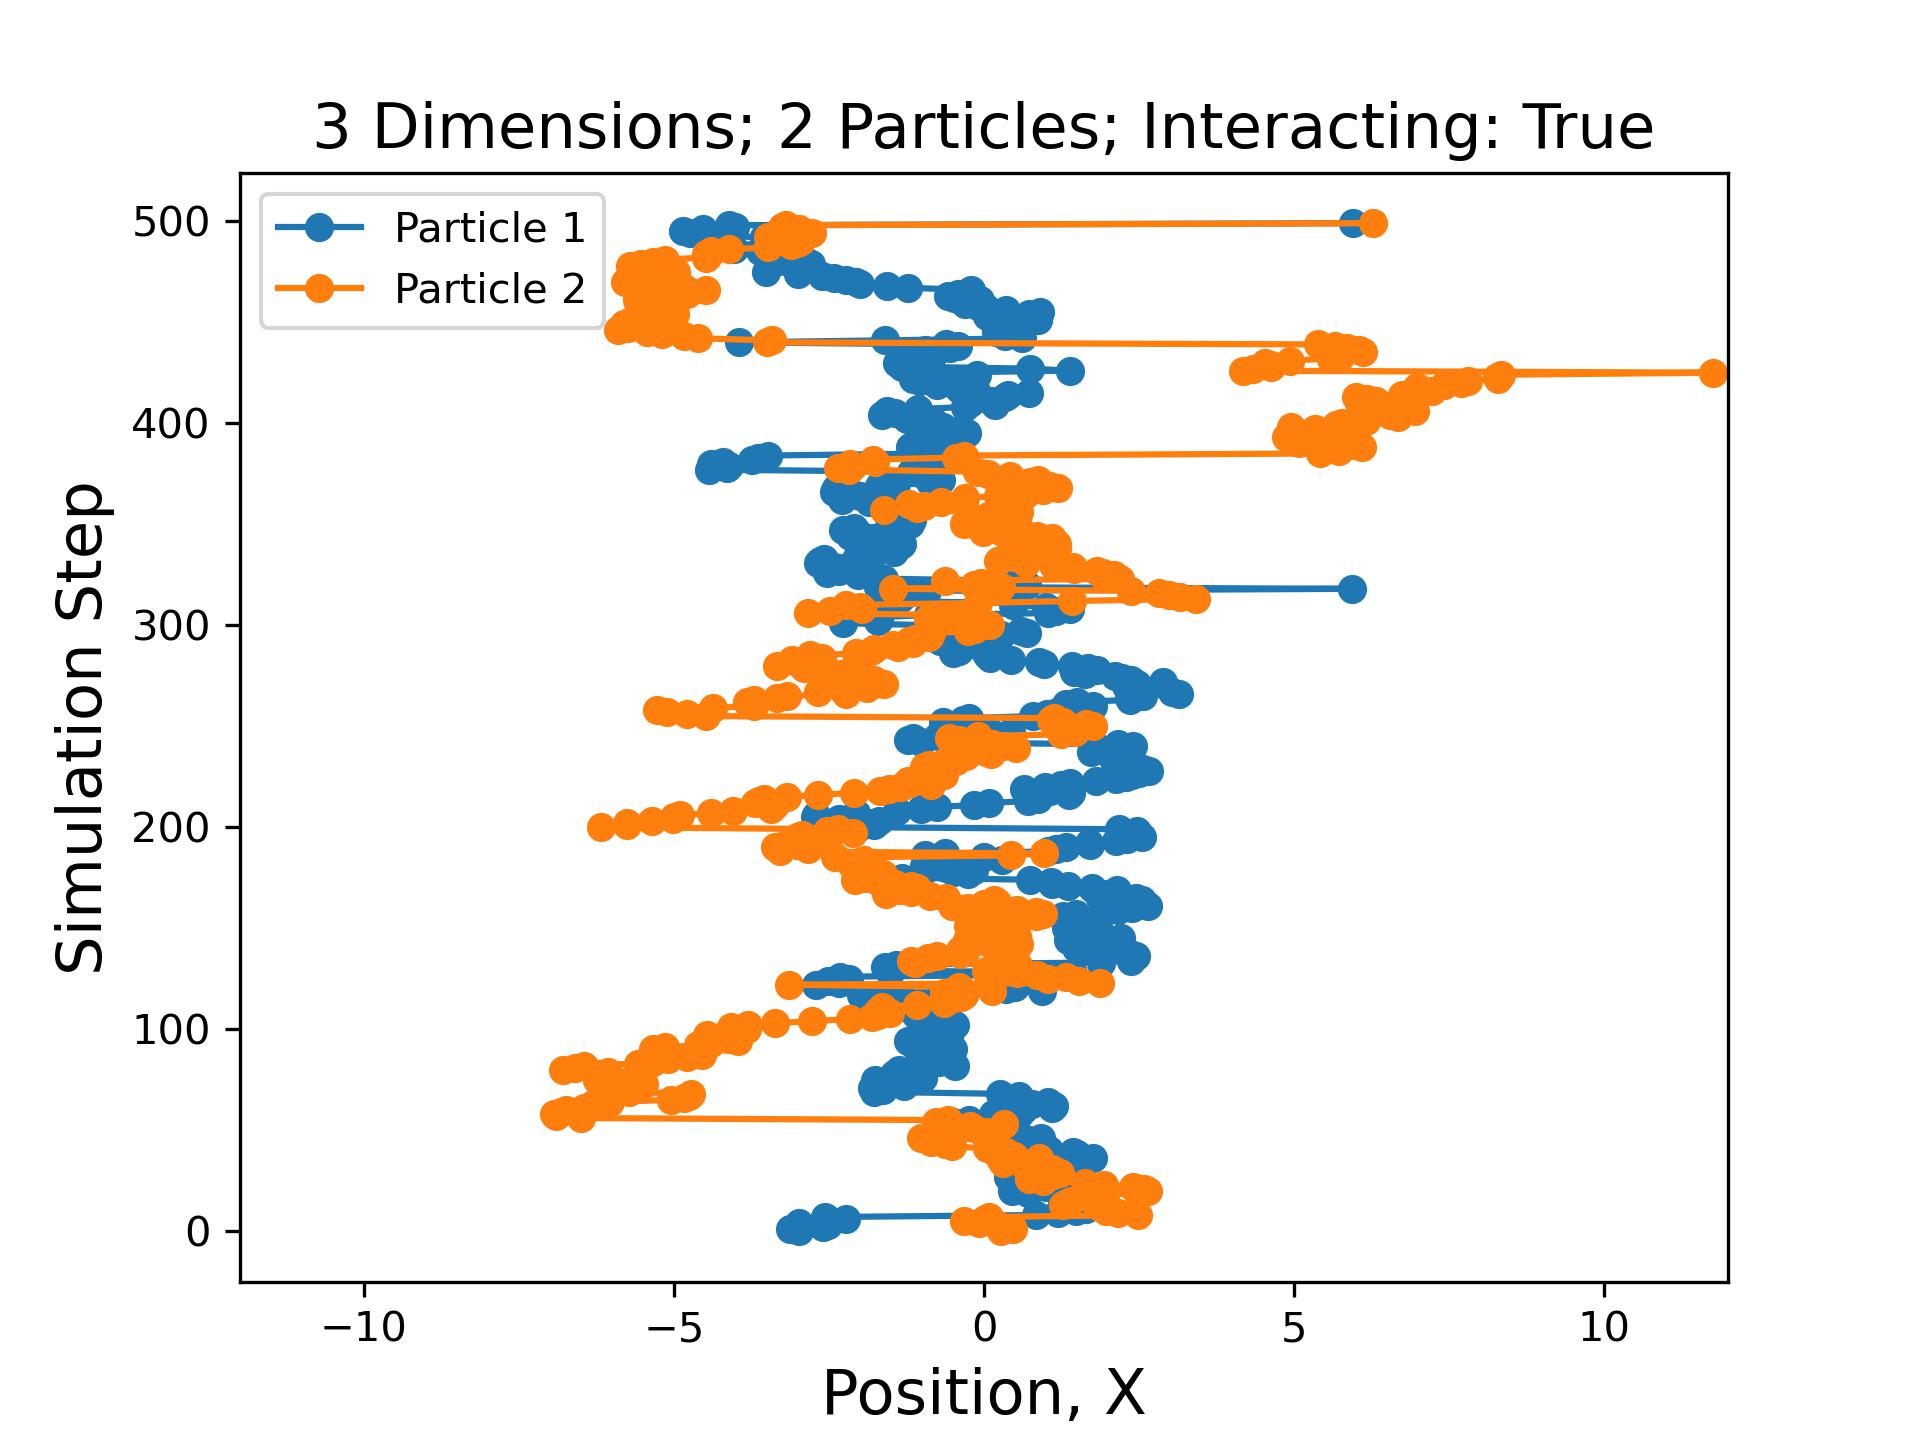 3 Dimensions; 2 Particles; Interacting: True
Particle 1
Particle 2
500
400
300
200
100
0
Simulation Step
−10
−5
0
5
10
Position, X